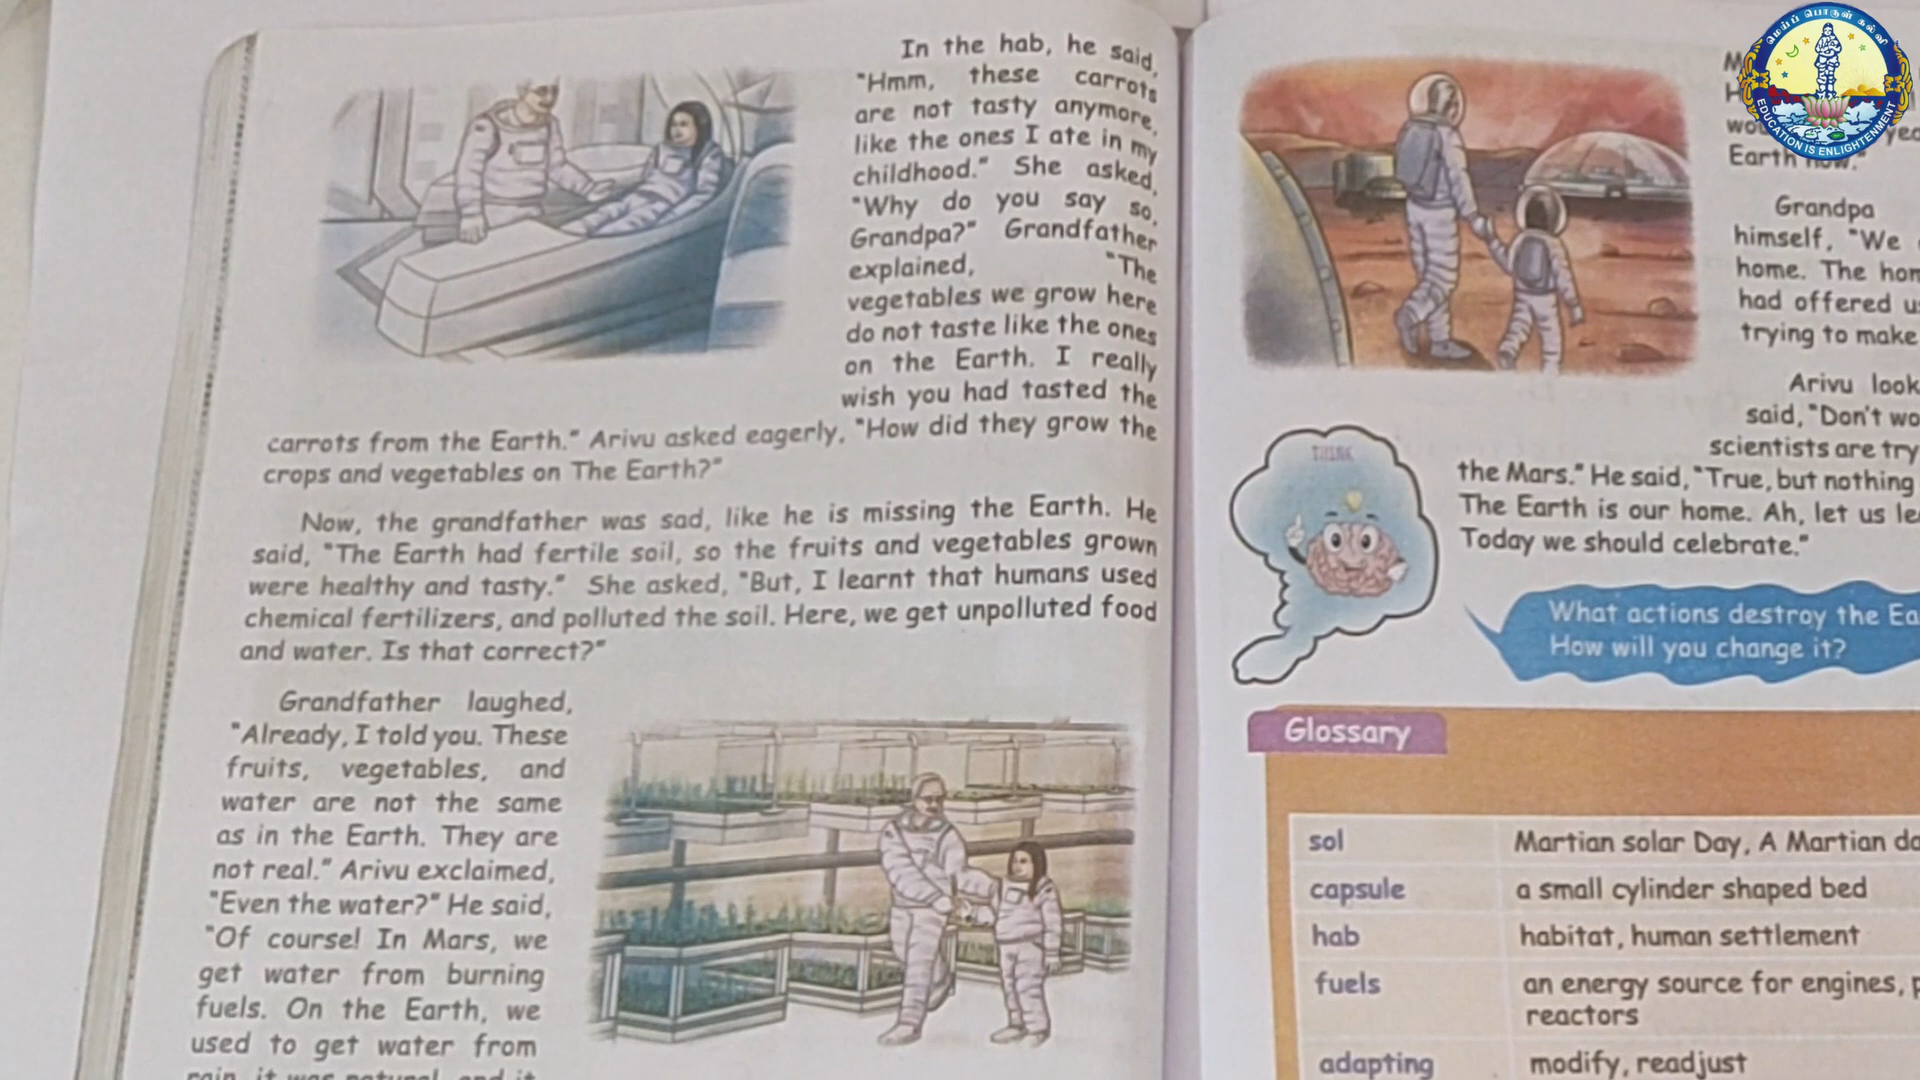 In the hab, he said,
"Hmm, these carrots
are not tasty anymore,
like the ones I ate in my
childhood." She asked,
"Why do you say so,
Grandpa?" Grandfather
explained, "The
vegetables we grow here
do not taste like the ones
on the Earth. I really
wish you had tasted the
carrots from the Earth." Arivu asked eagerly, "How did they grow the
crops and vegetables on The Earth?"
Now, the grandfather was sad, like he is missing the Earth. He
said, "The Earth had fertile soil, so the fruits and vegetables grown
were healthy and tasty." She asked, "But, I learnt that humans used
chemical fertilizers, and polluted the soil. Here, we get unpolluted food
and water. Is that correct?"
Grandfather laughed,
"Already, I told you. These
fruits, vegetables, and
water are not the same
as in the Earth. They are
not real." Arivu exclaimed,
"Even the water?" He said,
"Of course! In Mars, we
get water from burning
fuels. On the Earth, we
used to get water from
rain, it was natural, and it
Earth now."
Grandpa
himself, "We
home. The
had offered
trying to make
Arivu look
said, "Don't
scientists are
the Mars." He said, "True, but nothing
The Earth is our home. Ah, let us
Today we should celebrate."
THINK
What actions destroy the
How will you change it?
Glossary
sol Martian solar Day, A Martian
capsule a small cylinder shaped bed
hab habitat, human settlement
fuels an energy source for engines,
reactors
adapting modify, readjust
மெய்ப் பொருள் கல்வி
EDUCATION IS ENLIGHTENMENT